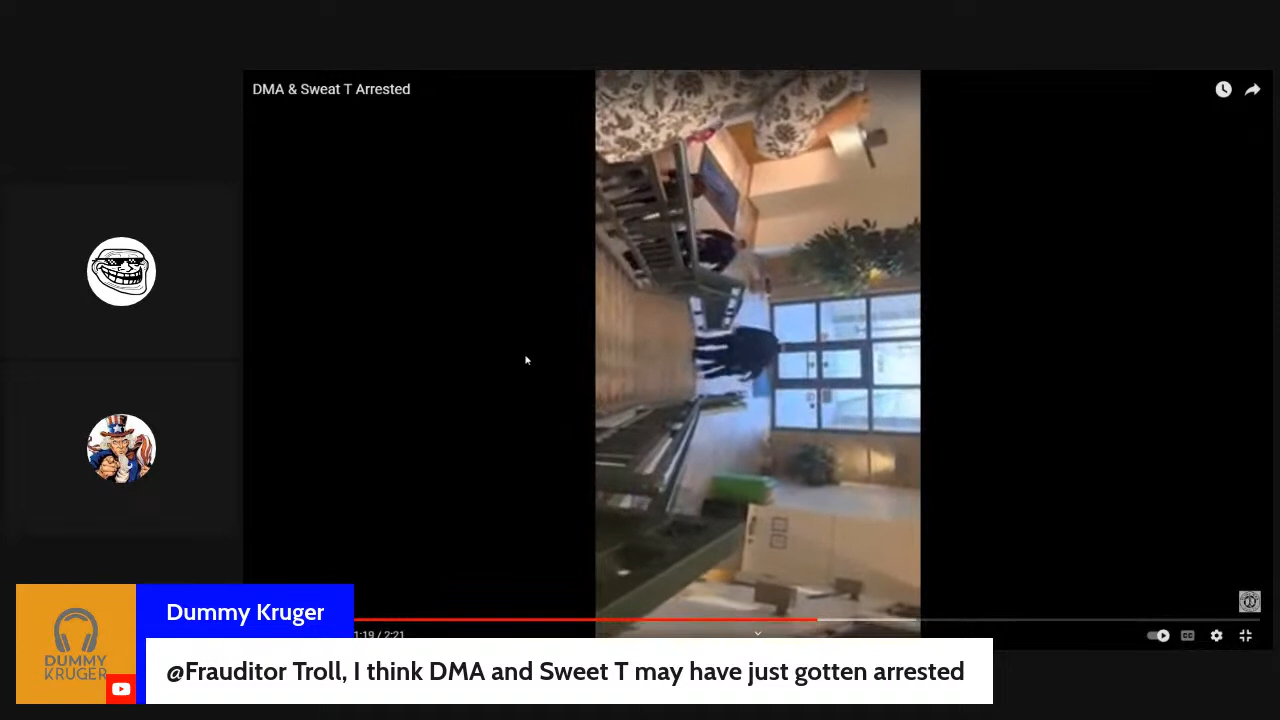 DMA & Sweat T Arrested
Dummy Kruger
1:19 / 2:21
DUMMY
KRUGER
@Frauditor Troll, I think DMA and Sweet T may have just gotten arrested